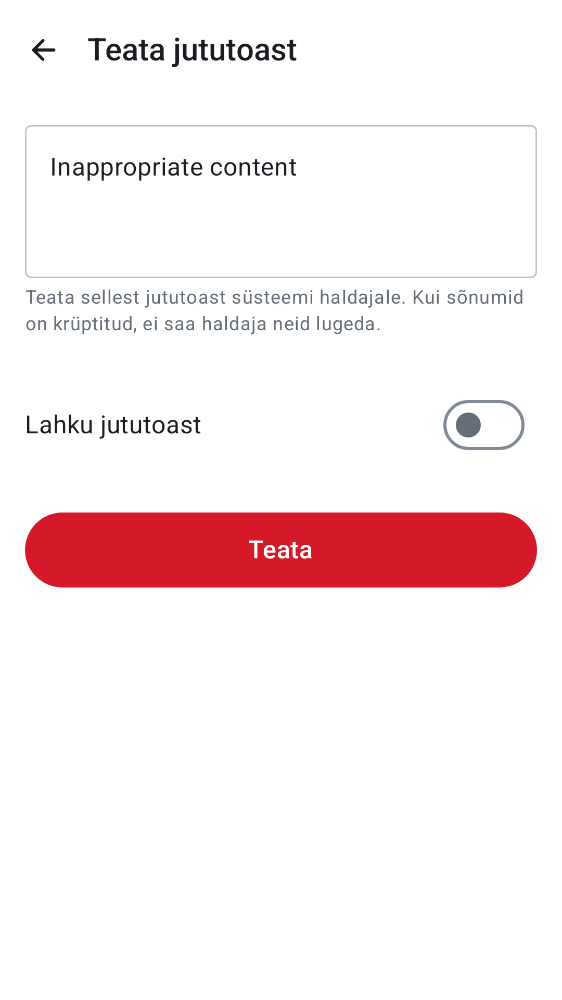 Teata jututoast
Inappropriate content
Teata sellest jututoast süsteemi haldajale. Kui sõnumid
on krüptitud, ei saa haldaja neid lugeda.
Lahku jututoast
Teata